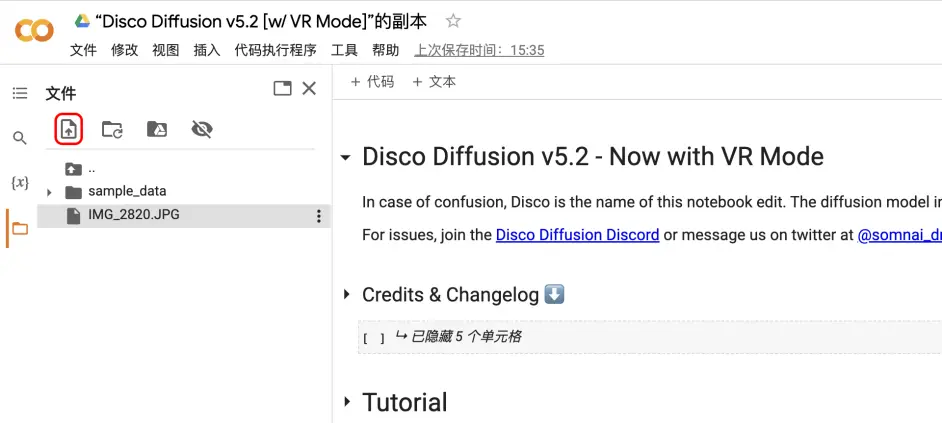 “Disco Diffusion v5.2 [w/ VR Mode]”的副本
文件 修改 视图 插入 代码执行程序 工具 帮助 上次保存时间：15:35
文件
+ 代码 + 文本
..
sample_data
{x}
IMG_2820.JPG
Disco Diffusion v5.2 - Now with VR Mode
In case of confusion, Disco is the name of this notebook edit. The diffusion model in
For issues, join the Disco Diffusion Discord or message us on twitter at @somnai_dr
Credits & Changelog ⬇️
[ ] ↪ 已隐藏 5 个单元格
Tutorial